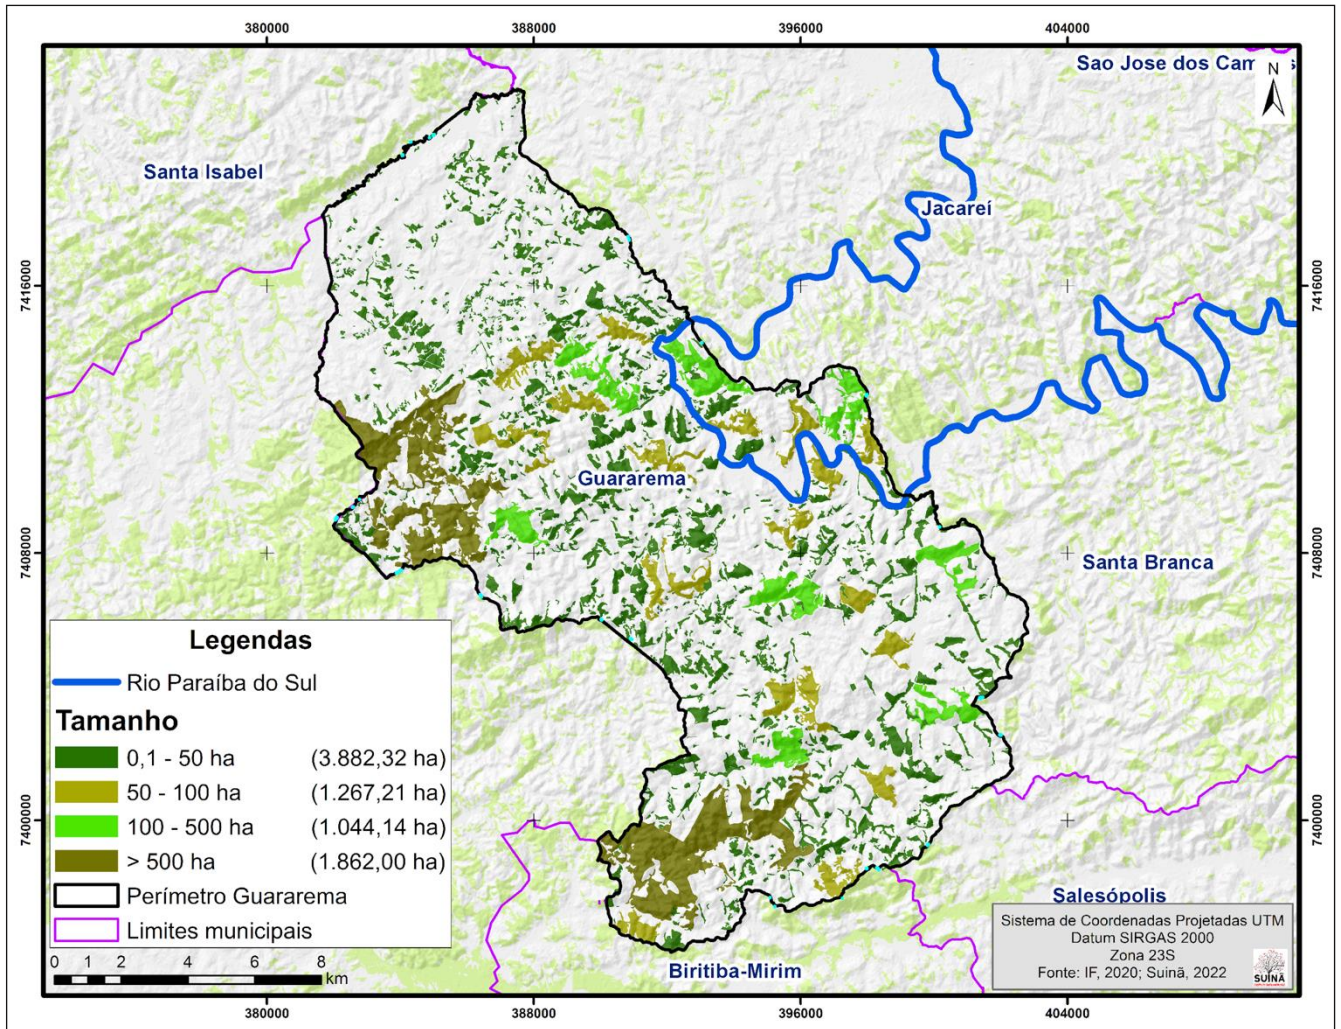 380000
388000
396000
404000
Sao Jose dos Cam s
N
Santa Isabel
Jacareí
7416000
7416000
Guararema
7408000
7408000
Santa Branca
Legendas
Rio Paraíba do Sul
Tamanho
0,1 - 50 ha (3.882,32 ha)
50 - 100 ha (1.267,21 ha)
100 - 500 ha (1.044,14 ha)
> 500 ha (1.862,00 ha)
Perímetro Guararema
Limites municipais
0 1 2 4 6 8
km
7400000
7400000
Salesópolis
Biritiba-Mirim
Sistema de Coordenadas Projetadas UTM
Datum SIRGAS 2000
Zona 23S
Fonte: IF, 2020; Suinã, 2022
SUINÃ
380000
388000
396000
404000